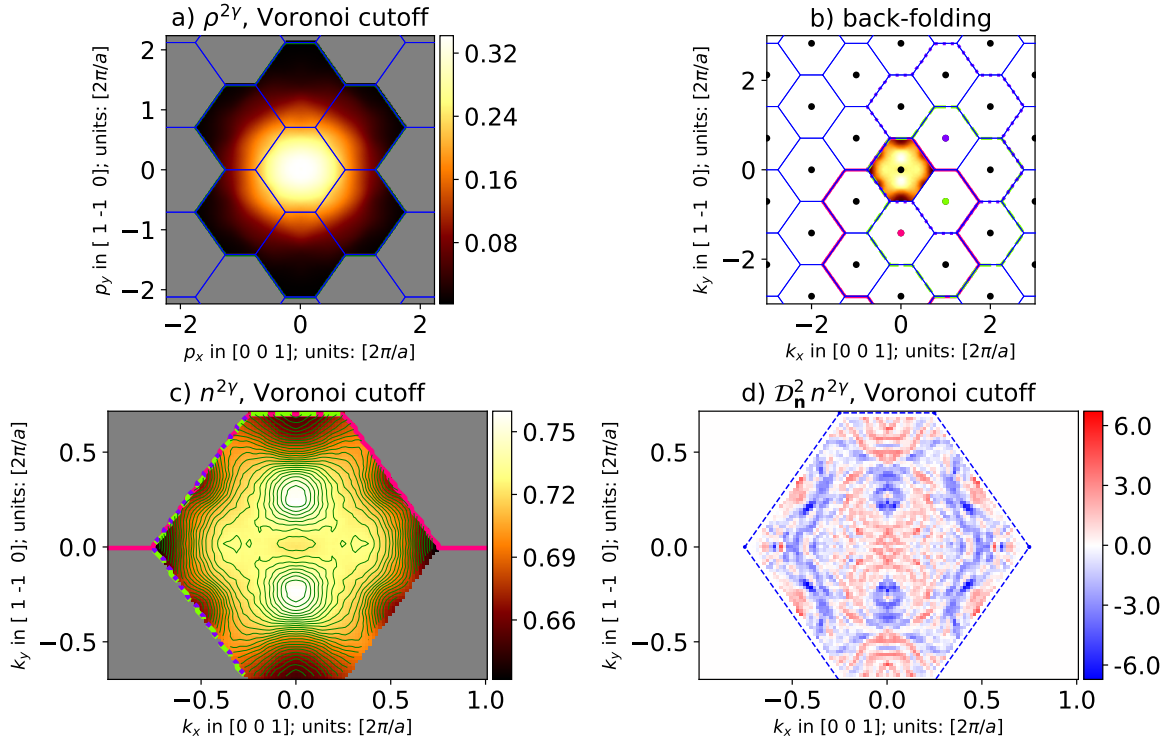 a) ρ²ᵞ, Voronoi cutoff
2
1
0
−1
−2
p_y in [ 1 -1 0]; units: [2π/a]
−2 0 2
p_x in [0 0 1]; units: [2π/a]
0.32
0.24
0.16
0.08
b) back-folding
2
0
−2
k_y in [ 1 -1 0]; units: [2π/a]
−2 0 2
k_x in [0 0 1]; units: [2π/a]
c) n²ᵞ, Voronoi cutoff
0.5
0.0
−0.5
k_y in [ 1 -1 0]; units: [2π/a]
−0.5 0.0 0.5 1.0
k_x in [0 0 1]; units: [2π/a]
0.75
0.72
0.69
0.66
d) 𝒟²ₙ n²ᵞ, Voronoi cutoff
0.5
0.0
−0.5
k_y in [ 1 -1 0]; units: [2π/a]
−0.5 0.0 0.5 1.0
k_x in [0 0 1]; units: [2π/a]
6.0
3.0
0.0
−3.0
−6.0